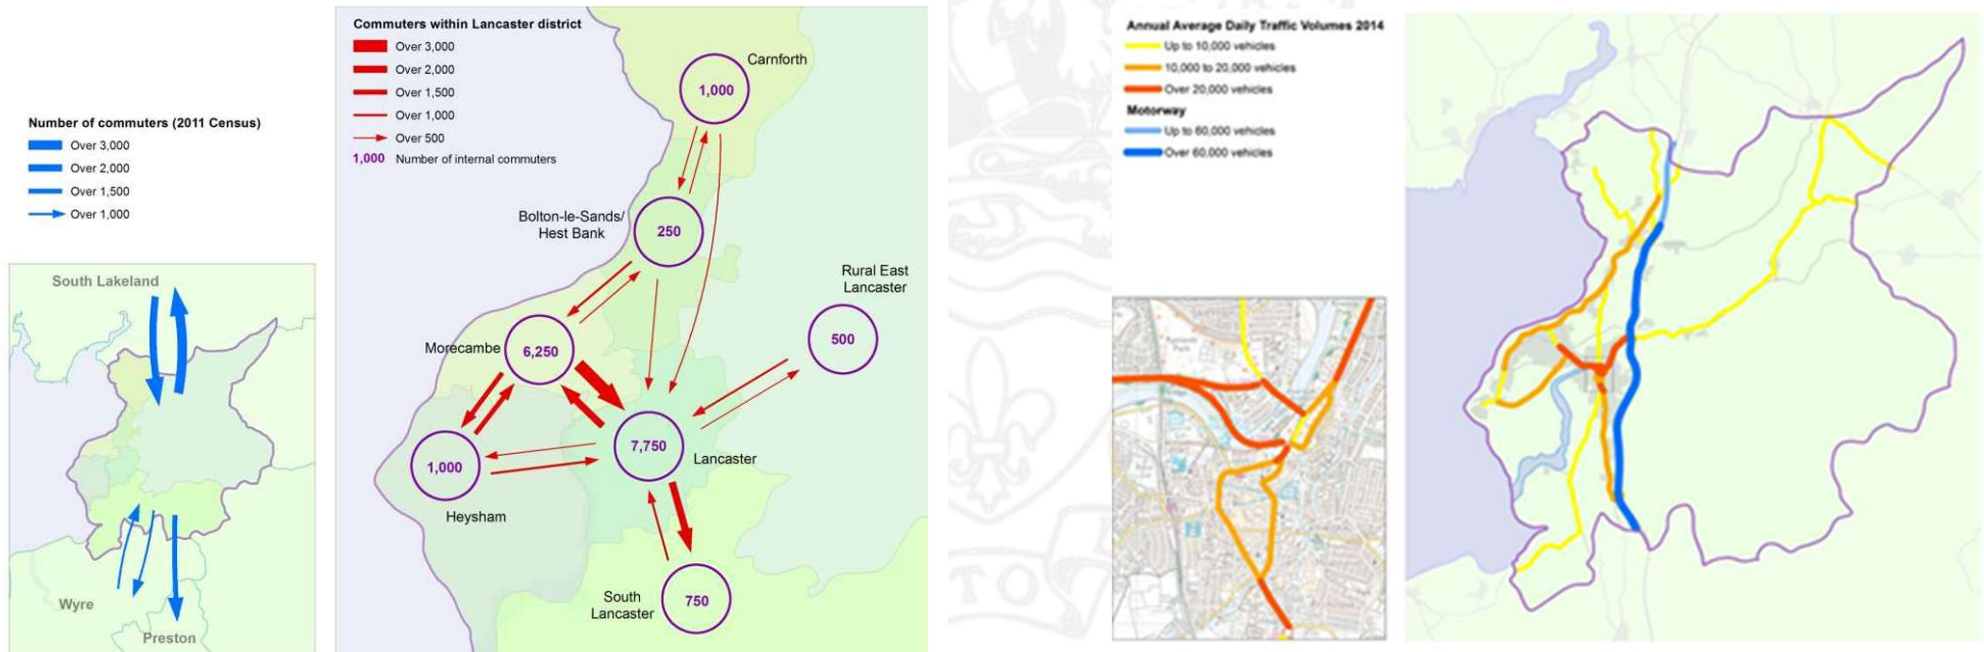 Number of commuters (2011 Census)
Over 3,000
Over 2,000
Over 1,500
Over 1,000
South Lakeland
Wyre
Preston
Commuters within Lancaster district
Over 3,000
Over 2,000
Over 1,500
Over 1,000
Over 500
1,000 Number of internal commuters
Carnforth
1,000
Bolton-le-Sands/
Hest Bank
250
Rural East
Lancaster
500
Morecambe
6,250
7,750
Lancaster
1,000
Heysham
South
Lancaster
750
Annual Average Daily Traffic Volumes 2014
Up to 10,000 vehicles
10,000 to 20,000 vehicles
Over 20,000 vehicles
Motorway
Up to 60,000 vehicles
Over 60,000 vehicles